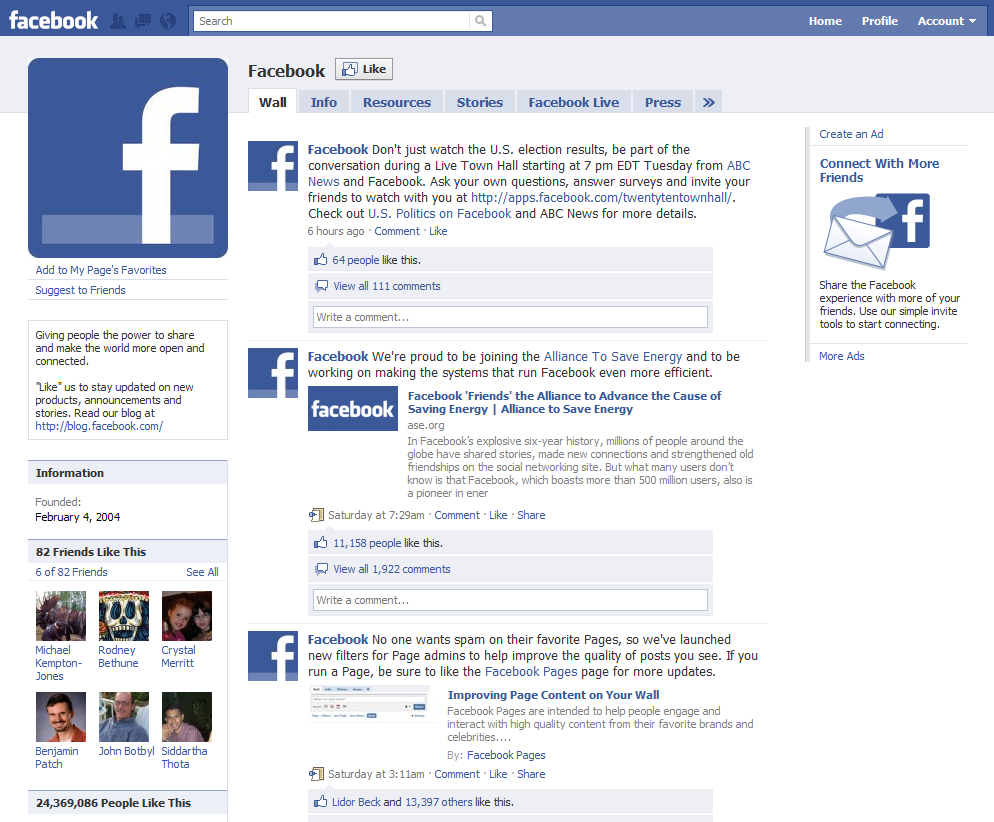 facebook
Search
Home
Profile
Account
Facebook
Like
Wall
Info
Resources
Stories
Facebook Live
Press
»
Add to My Page's Favorites
Suggest to Friends
Giving people the power to share
and make the world more open and
connected.
"Like" us to stay updated on new
products, announcements and
stories. Read our blog at
http://blog.facebook.com/
Information
Founded:
February 4, 2004
82 Friends Like This
6 of 82 Friends
See All
Michael
Kempton-
Jones
Rodney
Bethune
Crystal
Merritt
Benjamin
Patch
John Botbyl
Siddartha
Thota
24,369,086 People Like This
Facebook Don't just watch the U.S. election results, be part of the
conversation during a Live Town Hall starting at 7 pm EDT Tuesday from ABC
News and Facebook. Ask your own questions, answer surveys and invite your
friends to watch with you at http://apps.facebook.com/twentytentownhall/.
Check out U.S. Politics on Facebook and ABC News for more details.
6 hours ago · Comment · Like
64 people like this.
View all 111 comments
Write a comment...
Facebook We're proud to be joining the Alliance To Save Energy and to be
working on making the systems that run Facebook even more efficient.
facebook
Facebook 'Friends' the Alliance to Advance the Cause of
Saving Energy | Alliance to Save Energy
ase.org
In Facebook's explosive six-year history, millions of people around the
globe have shared stories, made new connections and strengthened old
friendships on the social networking site. But what many users don't
know is that Facebook, which boasts more than 500 million users, also is
a pioneer in ener
Saturday at 7:29am · Comment · Like · Share
11,158 people like this.
View all 1,922 comments
Write a comment...
Facebook No one wants spam on their favorite Pages, so we've launched
new filters for Page admins to help improve the quality of posts you see. If you
run a Page, be sure to like the Facebook Pages page for more updates.
Improving Page Content on Your Wall
Facebook Pages are intended to help people engage and
interact with high quality content from their favorite brands and
celebrities....
By: Facebook Pages
Saturday at 3:11am · Comment · Like · Share
Lidor Beck and 13,397 others like this.
Create an Ad
Connect With More
Friends
Share the Facebook
experience with more of your
friends. Use our simple invite
tools to start connecting.
More Ads